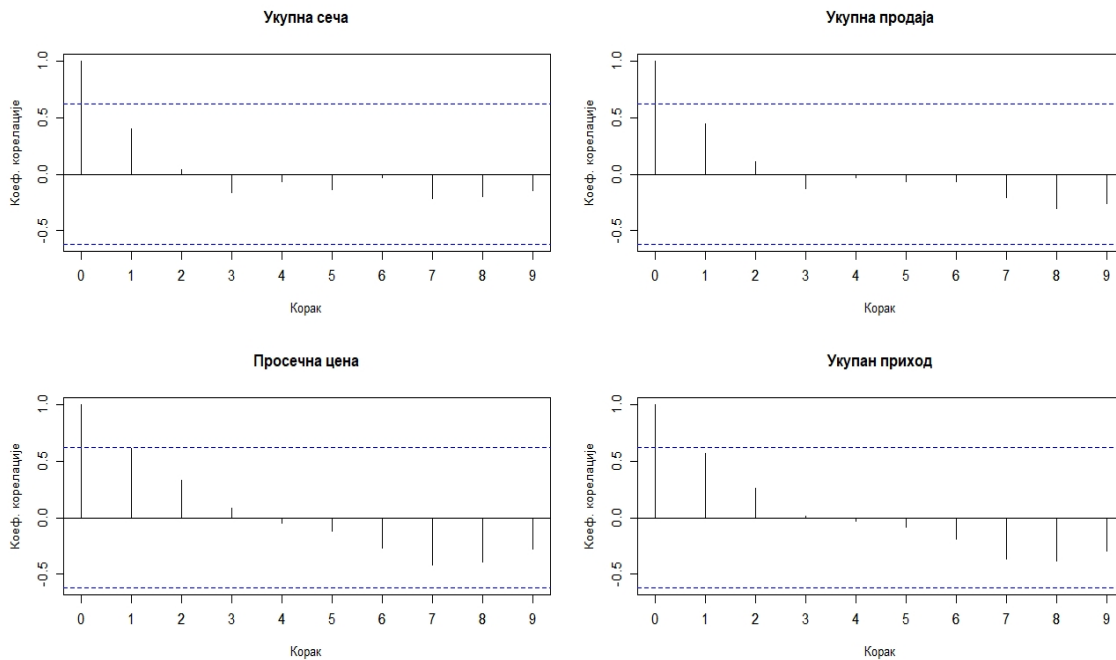 Укупна сеча
Коеф. корелације
1.0
0.5
0.0
-0.5
0 1 2 3 4 5 6 7 8 9
Корак
Укупна продаја
Коеф. корелације
1.0
0.5
0.0
-0.5
0 1 2 3 4 5 6 7 8 9
Корак
Просечна цена
Коеф. корелације
1.0
0.5
0.0
-0.5
0 1 2 3 4 5 6 7 8 9
Корак
Укупан приход
Коеф. корелације
1.0
0.5
0.0
-0.5
0 1 2 3 4 5 6 7 8 9
Корак